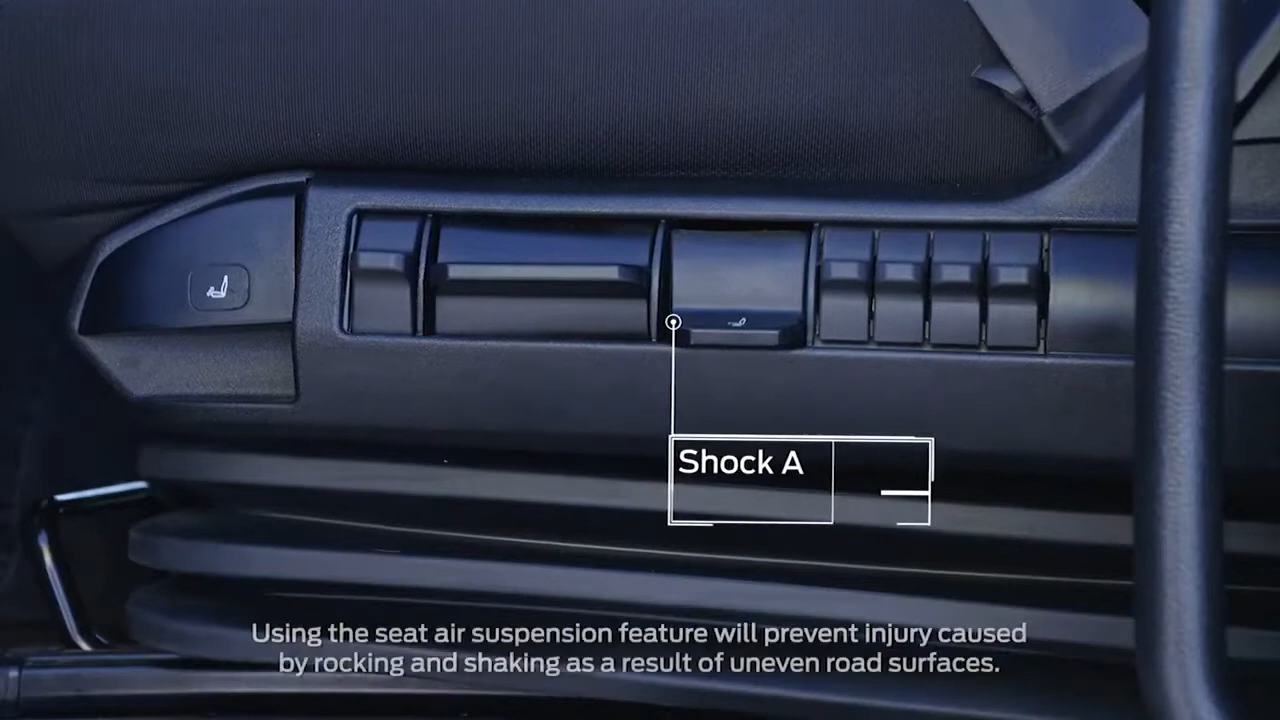 Shock A
Using the seat air suspension feature will prevent injury caused
by rocking and shaking as a result of uneven road surfaces.